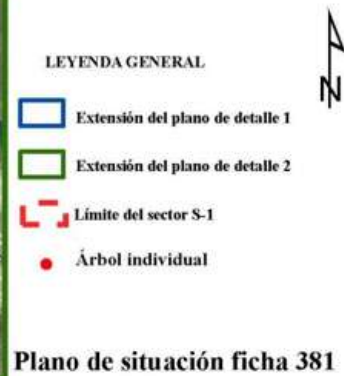 LEYENDA GENERAL
N
Extensión del plano de detalle 1
Extensión del plano de detalle 2
Límite del sector S-1
Árbol individual
Plano de situación ficha 381